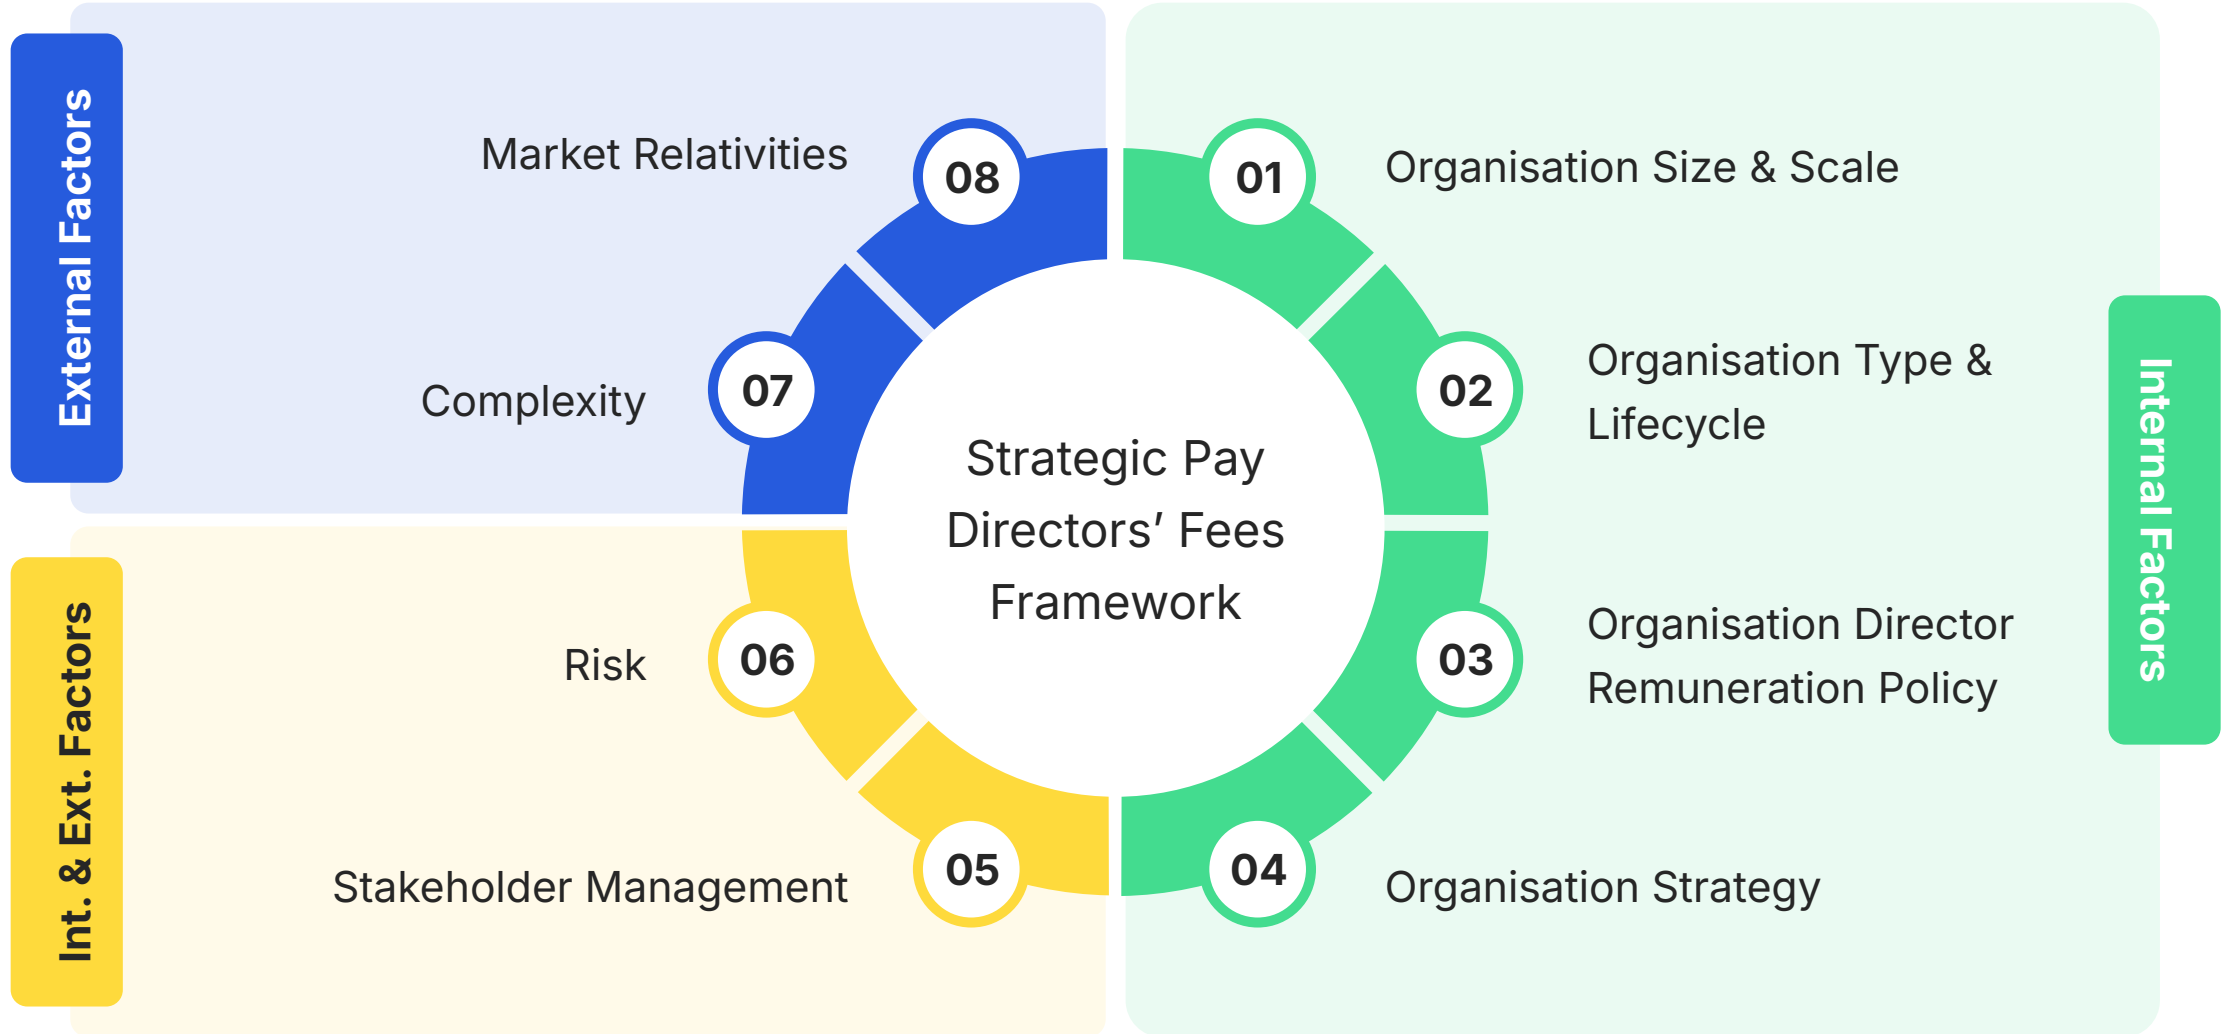 External Factors
Market Relativities
08
Complexity
07
Int. & Ext. Factors
Risk
06
Stakeholder Management
05
Strategic Pay
Directors’ Fees
Framework
01
Organisation Size & Scale
02
Organisation Type &
Lifecycle
03
Organisation Director
Remuneration Policy
04
Organisation Strategy
Internal Factors